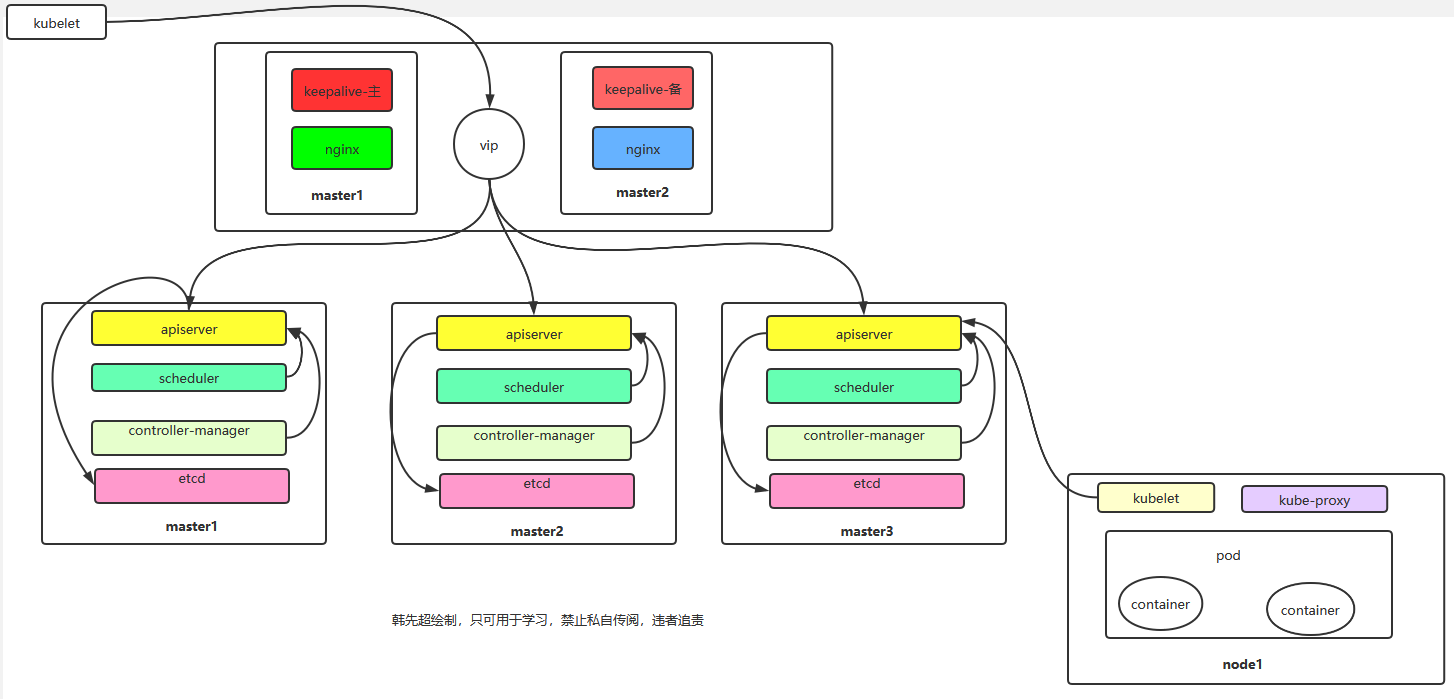 kubelet
keepalive-主
nginx
master1
vip
keepalive-备
nginx
master2
apiserver
scheduler
controller-manager
etcd
master1
apiserver
scheduler
controller-manager
etcd
master2
apiserver
scheduler
controller-manager
etcd
master3
kubelet
kube-proxy
pod
container
container
node1
韩先超绘制，只可用于学习，禁止私自传阅，违者追责